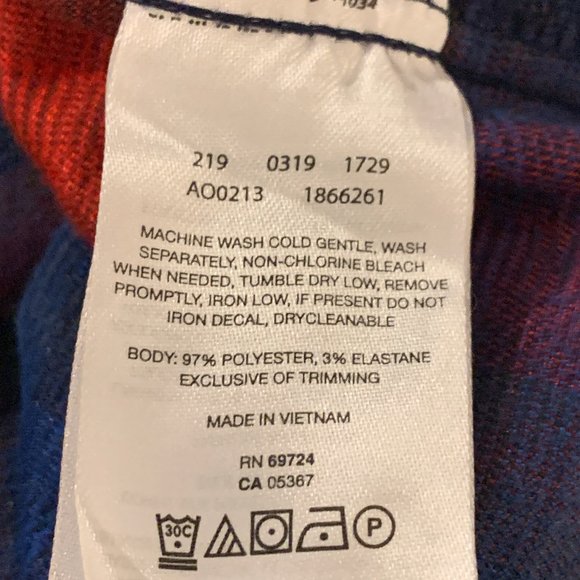 1034
219 0319 1729
AO0213 1866261
MACHINE WASH COLD GENTLE, WASH
SEPARATELY, NON-CHLORINE BLEACH
WHEN NEEDED, TUMBLE DRY LOW, REMOVE
PROMPTLY, IRON LOW, IF PRESENT DO NOT
IRON DECAL, DRYCLEANABLE
BODY: 97% POLYESTER, 3% ELASTANE
EXCLUSIVE OF TRIMMING
MADE IN VIETNAM
RN 69724
CA 05367
30C P